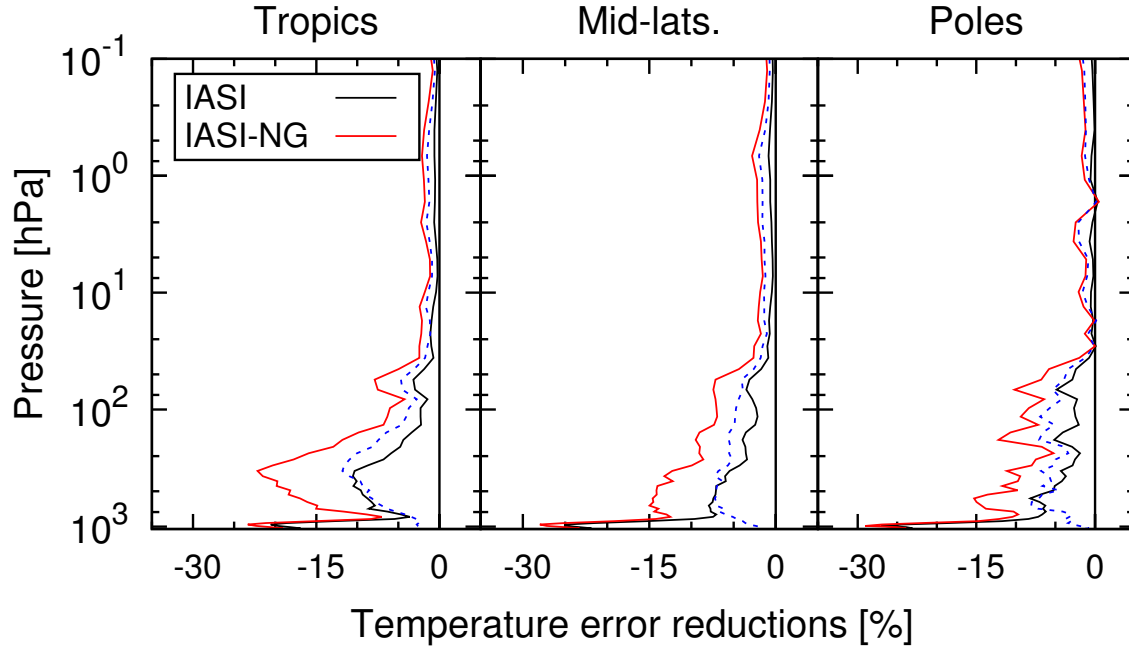 Tropics Mid-lats. Poles
IASI
IASI-NG
Pressure [hPa]
10^-1
10^0
10^1
10^2
10^3
-30 -15 0 -30 -15 0 -30 -15 0
Temperature error reductions [%]